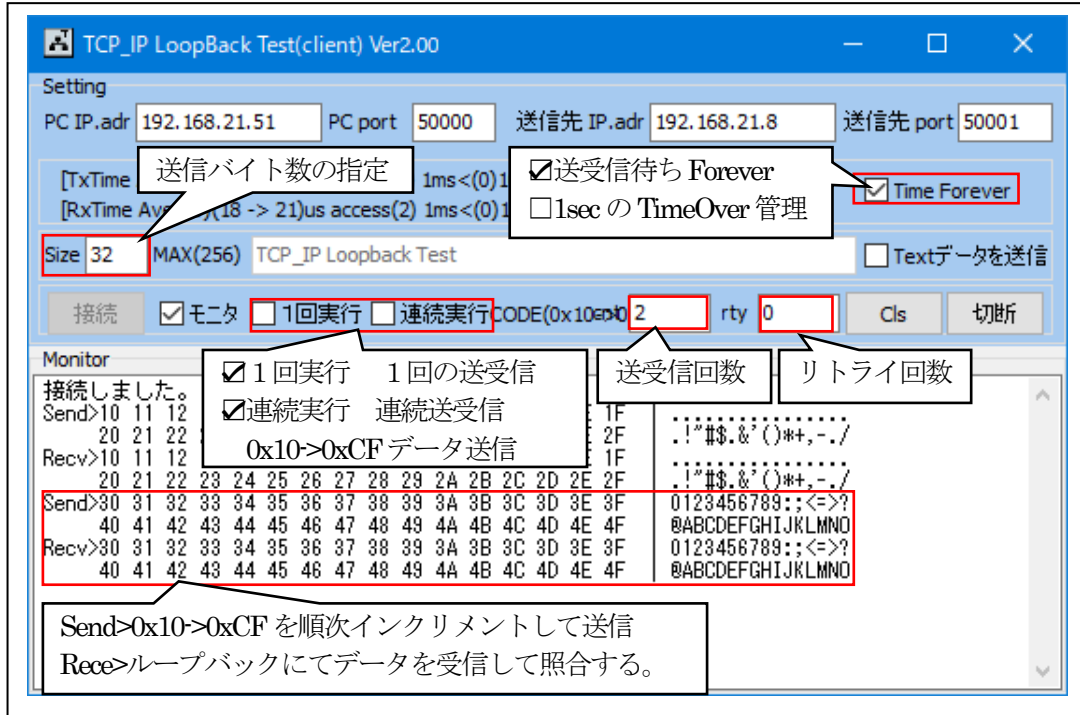 TCP_IP LoopBack Test(client) Ver2.00
Setting
PC IP.adr 192.168.21.51 PC port 50000 送信先 IP.adr 192.168.21.8 送信先 port 50001
送信バイト数の指定
☑送受信待ち Forever
□1sec の TimeOver 管理
[TxTime 1ms<(0)1
[RxTime (18 -> 21)us access(2) 1ms<(0)1
Time Forever
Size 32 MAX(256) TCP_IP Loopback Test Textデータを送信
接続 モニタ 1回実行 連続実行 CODE(0x10 2 rty 0 Cls 切断
☑１回実行 １回の送受信
☑連続実行 連続送受信
0x10->0xCF データ送信
送受信回数
リトライ回数
Monitor
接続しました。
Send>10 11 12 1F ................
20 21 22 2F .!"#$.&'()*+,-./
Recv>10 11 12 1F ................
20 21 22 23 24 25 26 27 28 29 2A 2B 2C 2D 2E 2F .!"#$.&'()*+,-./
Send>30 31 32 33 34 35 36 37 38 39 3A 3B 3C 3D 3E 3F 0123456789:;<=>?
40 41 42 43 44 45 46 47 48 49 4A 4B 4C 4D 4E 4F @ABCDEFGHIJKLMNO
Recv>30 31 32 33 34 35 36 37 38 39 3A 3B 3C 3D 3E 3F 0123456789:;<=>?
40 41 42 43 44 45 46 47 48 49 4A 4B 4C 4D 4E 4F @ABCDEFGHIJKLMNO
Send>0x10->0xCF を順次インクリメントして送信
Rece>ループバックにてデータを受信して照合する。